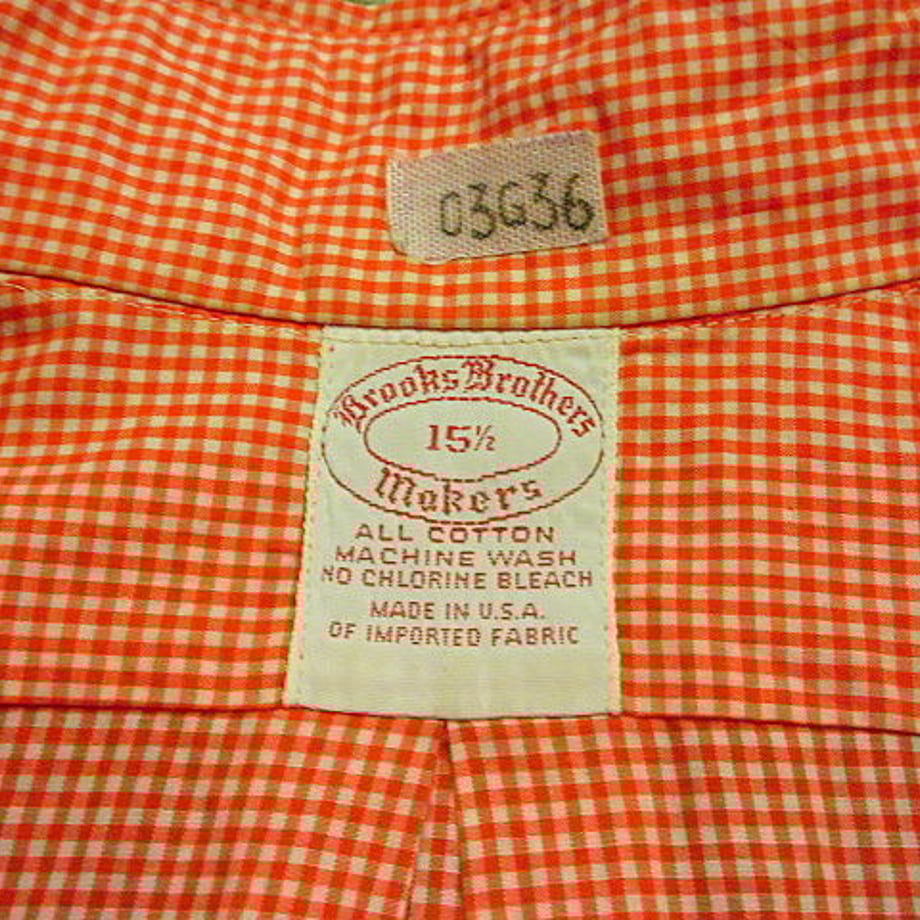 03G36
Brooks Brothers
15½
Makers
ALL COTTON
MACHINE WASH
NO CHLORINE BLEACH
MADE IN U.S.A.
OF IMPORTED FABRIC